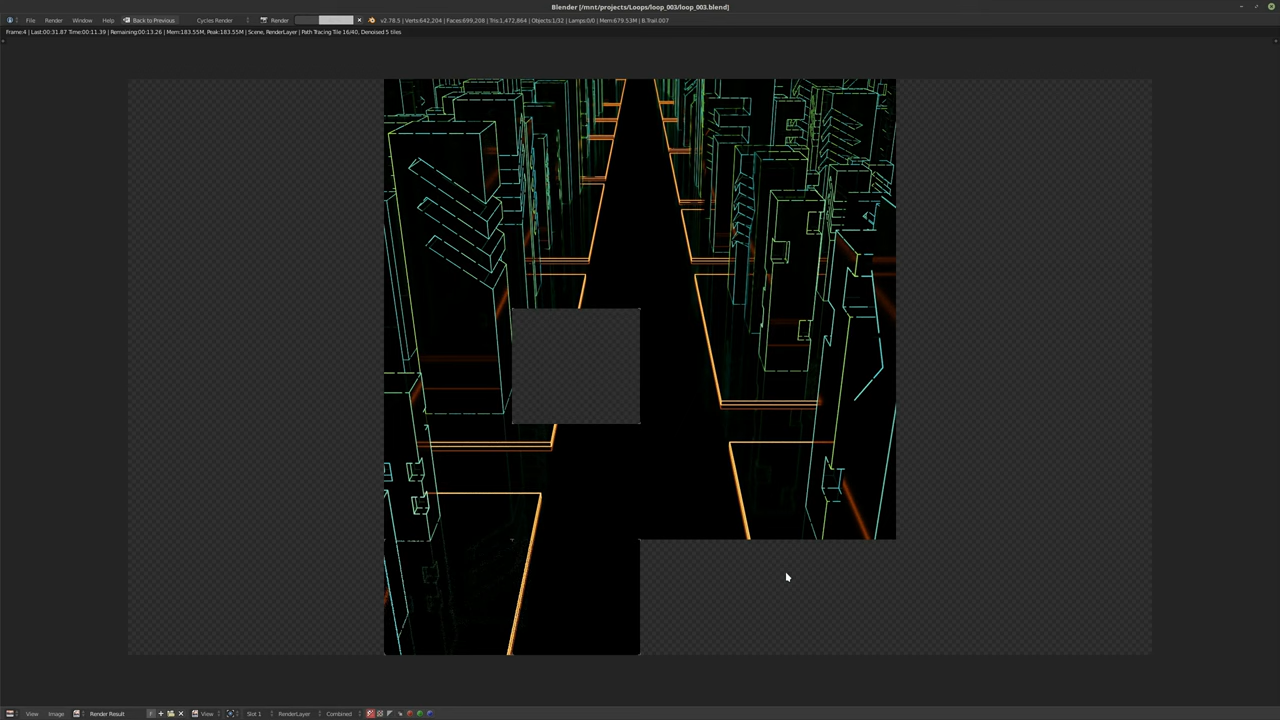 Blender [/mnt/projects/Loops/loop_003/loop_003.blend]
File Render Window Help Back to Previous Cycles Render Render v2.78.5 | Verts:642,204 | Faces:699,208 | Tris:1,472,864 | Objects:1/32 | Lamps:0/0 | Mem:679.53M | B.Trail.007
Frame:4 | Last:00:31.87 Time:00:11.39 | Remaining:00:13.26 | Mem:183.55M, Peak:183.55M | Scene, RenderLayer | Path Tracing Tile 16/40, Denoised 5 tiles
View Image Render Result F View Slot 1 RenderLayer Combined